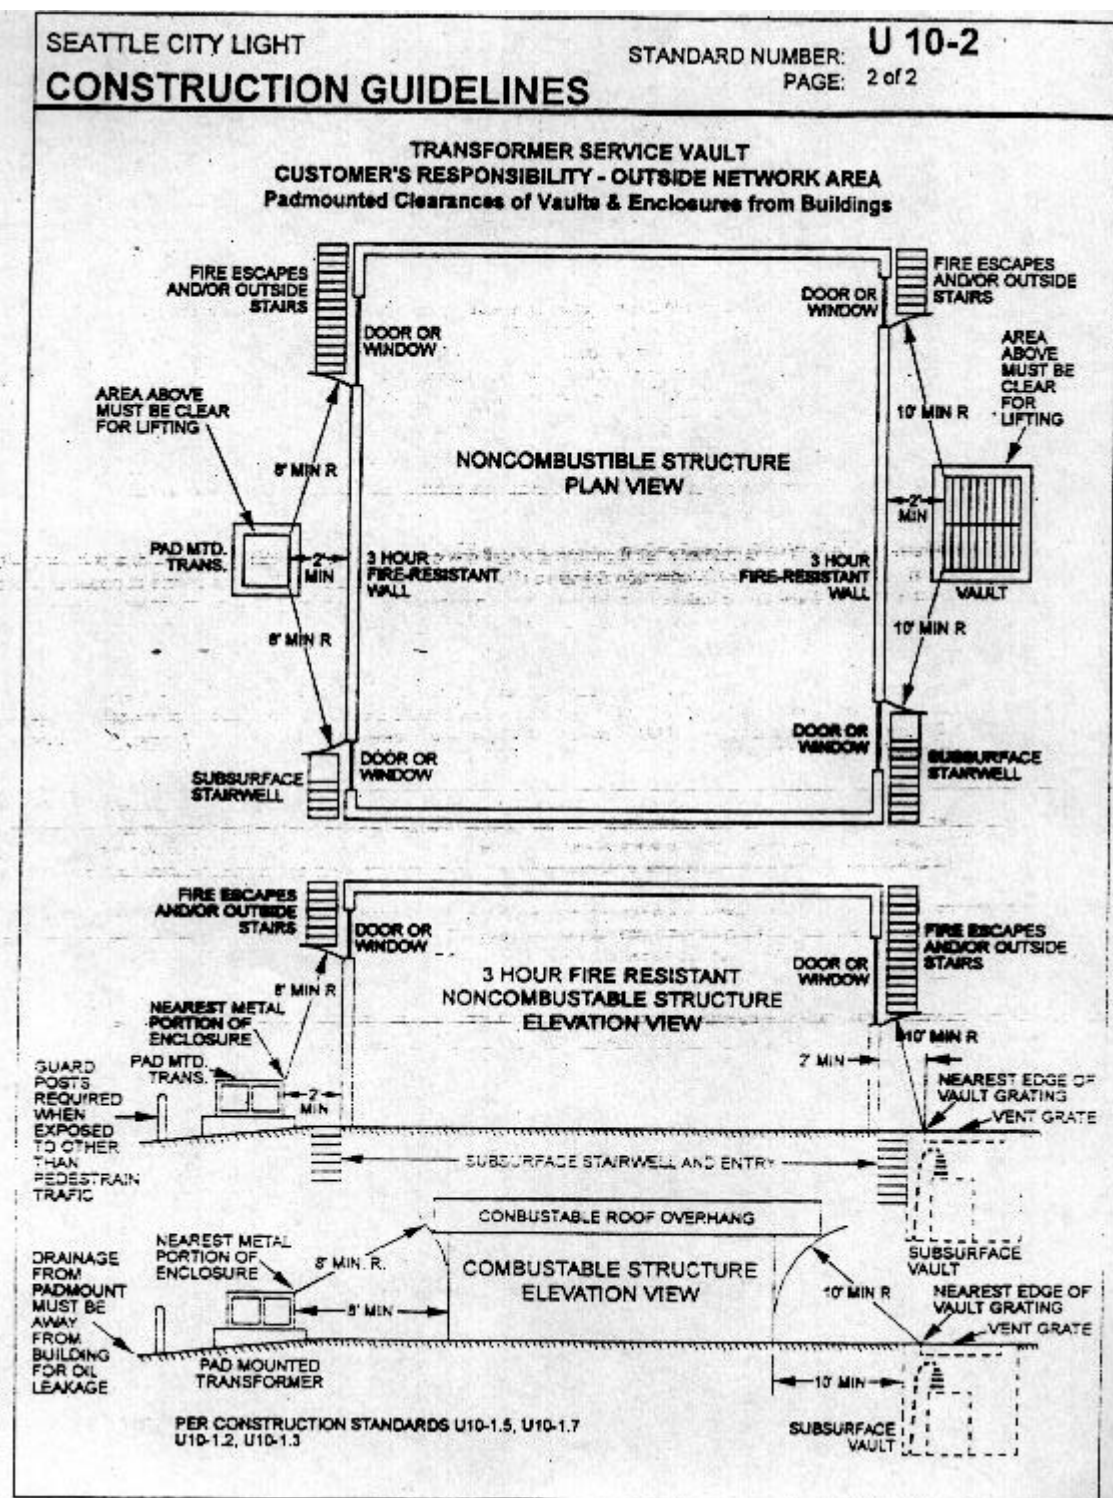 SEATTLE CITY LIGHT
CONSTRUCTION GUIDELINES
STANDARD NUMBER: U 10-2
PAGE: 2 of 2
TRANSFORMER SERVICE VAULT
CUSTOMER'S RESPONSIBILITY - OUTSIDE NETWORK AREA
Padmounted Clearances of Vaults & Enclosures from Buildings
FIRE ESCAPES
AND/OR OUTSIDE
STAIRS
DOOR OR
WINDOW
DOOR OR
WINDOW
FIRE ESCAPES
AND/OR OUTSIDE
STAIRS
AREA
ABOVE
MUST BE
CLEAR
FOR
LIFTING
AREA ABOVE
MUST BE CLEAR
FOR LIFTING
8' MIN R
10' MIN R
NONCOMBUSTIBLE STRUCTURE
PLAN VIEW
PAD MTD.
TRANS.
2'
MIN
3 HOUR
FIRE-RESISTANT
WALL
3 HOUR
FIRE-RESISTANT
WALL
2'
MIN
VAULT
8' MIN R
10' MIN R
SUBSURFACE
STAIRWELL
DOOR OR
WINDOW
DOOR OR
WINDOW
SUBSURFACE
STAIRWELL
FIRE ESCAPES
AND/OR OUTSIDE
STAIRS
DOOR OR
WINDOW
3 HOUR FIRE RESISTANT
NONCOMBUSTABLE STRUCTURE
ELEVATION VIEW
DOOR OR
WINDOW
FIRE ESCAPES
AND/OR OUTSIDE
STAIRS
8' MIN R
NEAREST METAL
PORTION OF
ENCLOSURE
PAD MTD.
TRANS.
2'
MIN
2' MIN
10' MIN R
NEAREST EDGE OF
VAULT GRATING
VENT GRATE
GUARD
POSTS
REQUIRED
WHEN
EXPOSED
TO OTHER
THAN
PEDESTRAIN
TRAFIC
SUBSURFACE STAIRWELL AND ENTRY
CONBUSTABLE ROOF OVERHANG
NEAREST METAL
PORTION OF
ENCLOSURE
8' MIN. R.
COMBUSTABLE STRUCTURE
ELEVATION VIEW
8' MIN
10' MIN R
SUBSURFACE
VAULT
NEAREST EDGE OF
VAULT GRATING
VENT GRATE
DRAINAGE
FROM
PADMOUNT
MUST BE
AWAY
FROM
BUILDING
FOR OIL
LEAKAGE
PAD MOUNTED
TRANSFORMER
10' MIN
SUBSURFACE
VAULT
PER CONSTRUCTION STANDARDS U10-1.5, U10-1.7
U10-1.2, U10-1.3